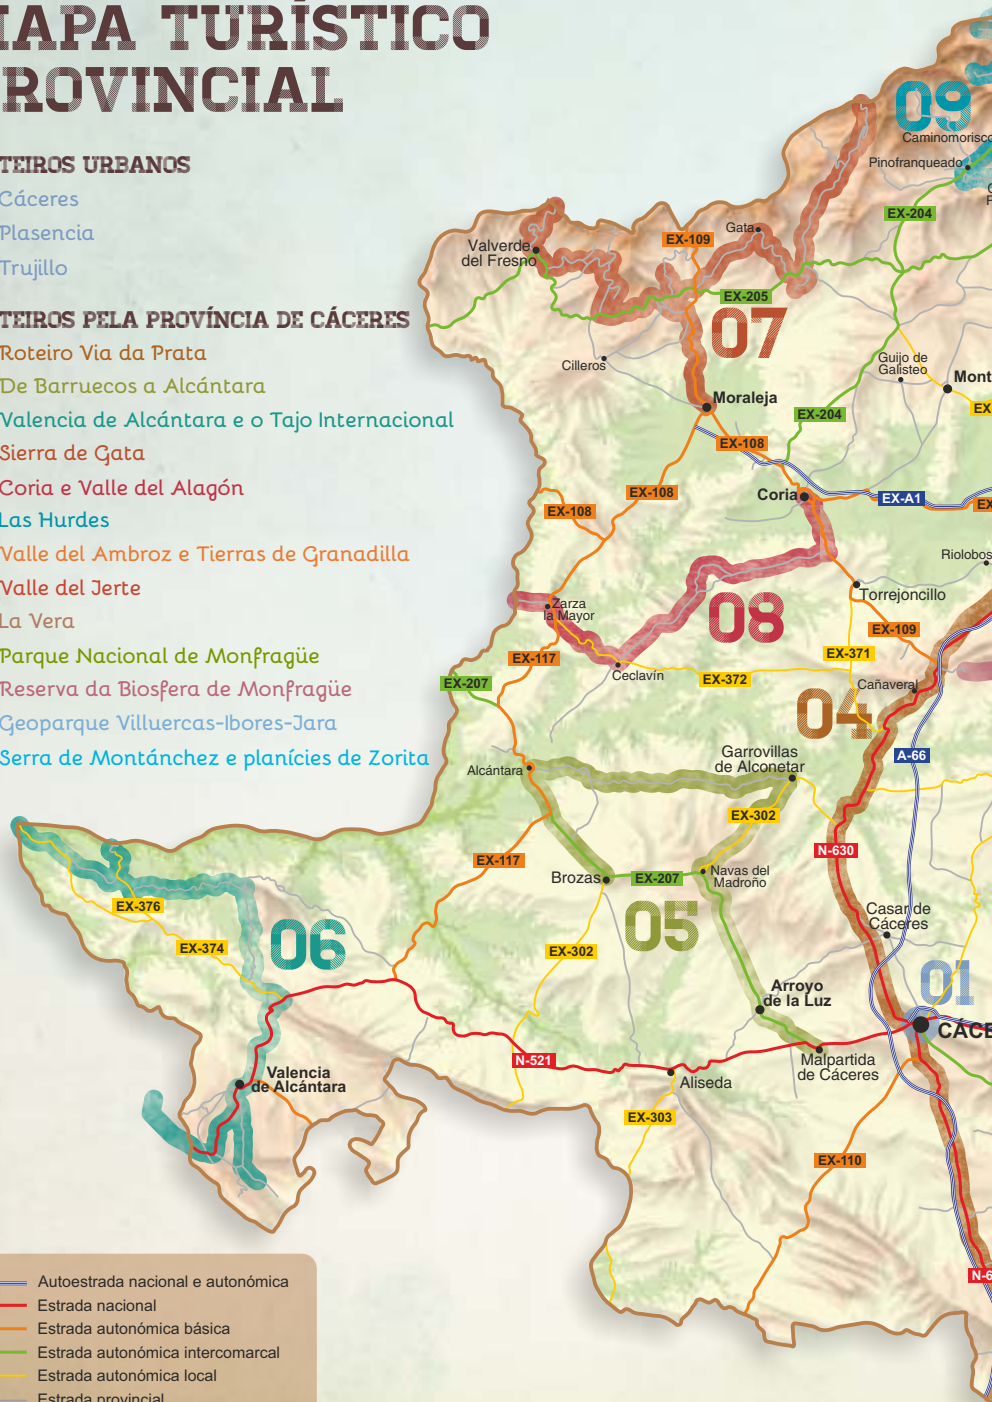 MAPA TURÍSTICO
ROVINCIAL
TEIROS URBANOS
Cáceres
Plasencia
Trujillo
TEIROS PELA PROVÍNCIA DE CÁCERES
Roteiro Via da Prata
De Barruecos a Alcántara
Valencia de Alcántara e o Tajo Internacional
Sierra de Gata
Coria e Valle del Alagón
Las Hurdes
Valle del Ambroz e Tierras de Granadilla
Valle del Jerte
La Vera
Parque Nacional de Monfragüe
Reserva da Biosfera de Monfragüe
Geoparque Villuercas-Ibores-Jara
Serra de Montánchez e planícies de Zorita
09
Caminomorisco
Pinofranqueado
EX-204
Gata
EX-109
Valverde
del Fresno
EX-205
07
Cilleros
Guijo de
Galisteo
Mont
Moraleja
EX-204
EX
EX-108
EX-108
EX-108
Coria
EX-A1
EX
Riolobos
Torrejoncillo
Zarza
la Mayor
08
EX-109
EX-371
EX-117
Ceclavín
EX-372
EX-207
Cañaveral
04
Garrovillas
de Alconetar
A-66
Alcántara
EX-302
N-630
EX-117
Brozas
EX-207
Navas del
Madroño
EX-376
05
Casar de
Cáceres
06
EX-374
EX-302
01
Arroyo
de la Luz
CÁCE
N-521
Malpartida
de Cáceres
Valencia
de Alcántara
Aliseda
EX-303
EX-110
N-6
Autoestrada nacional e autonómica
Estrada nacional
Estrada autonómica básica
Estrada autonómica intercomarcal
Estrada autonómica local
Estrada provincial